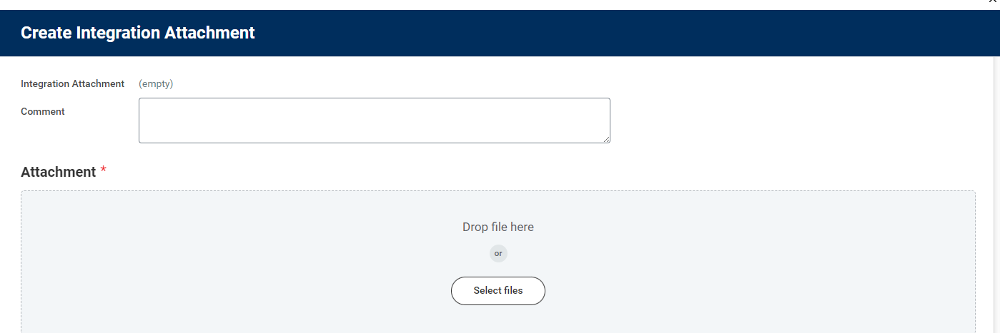 Create Integration Attachment
Integration Attachment (empty)
Comment
Attachment *
Drop file here
or
Select files